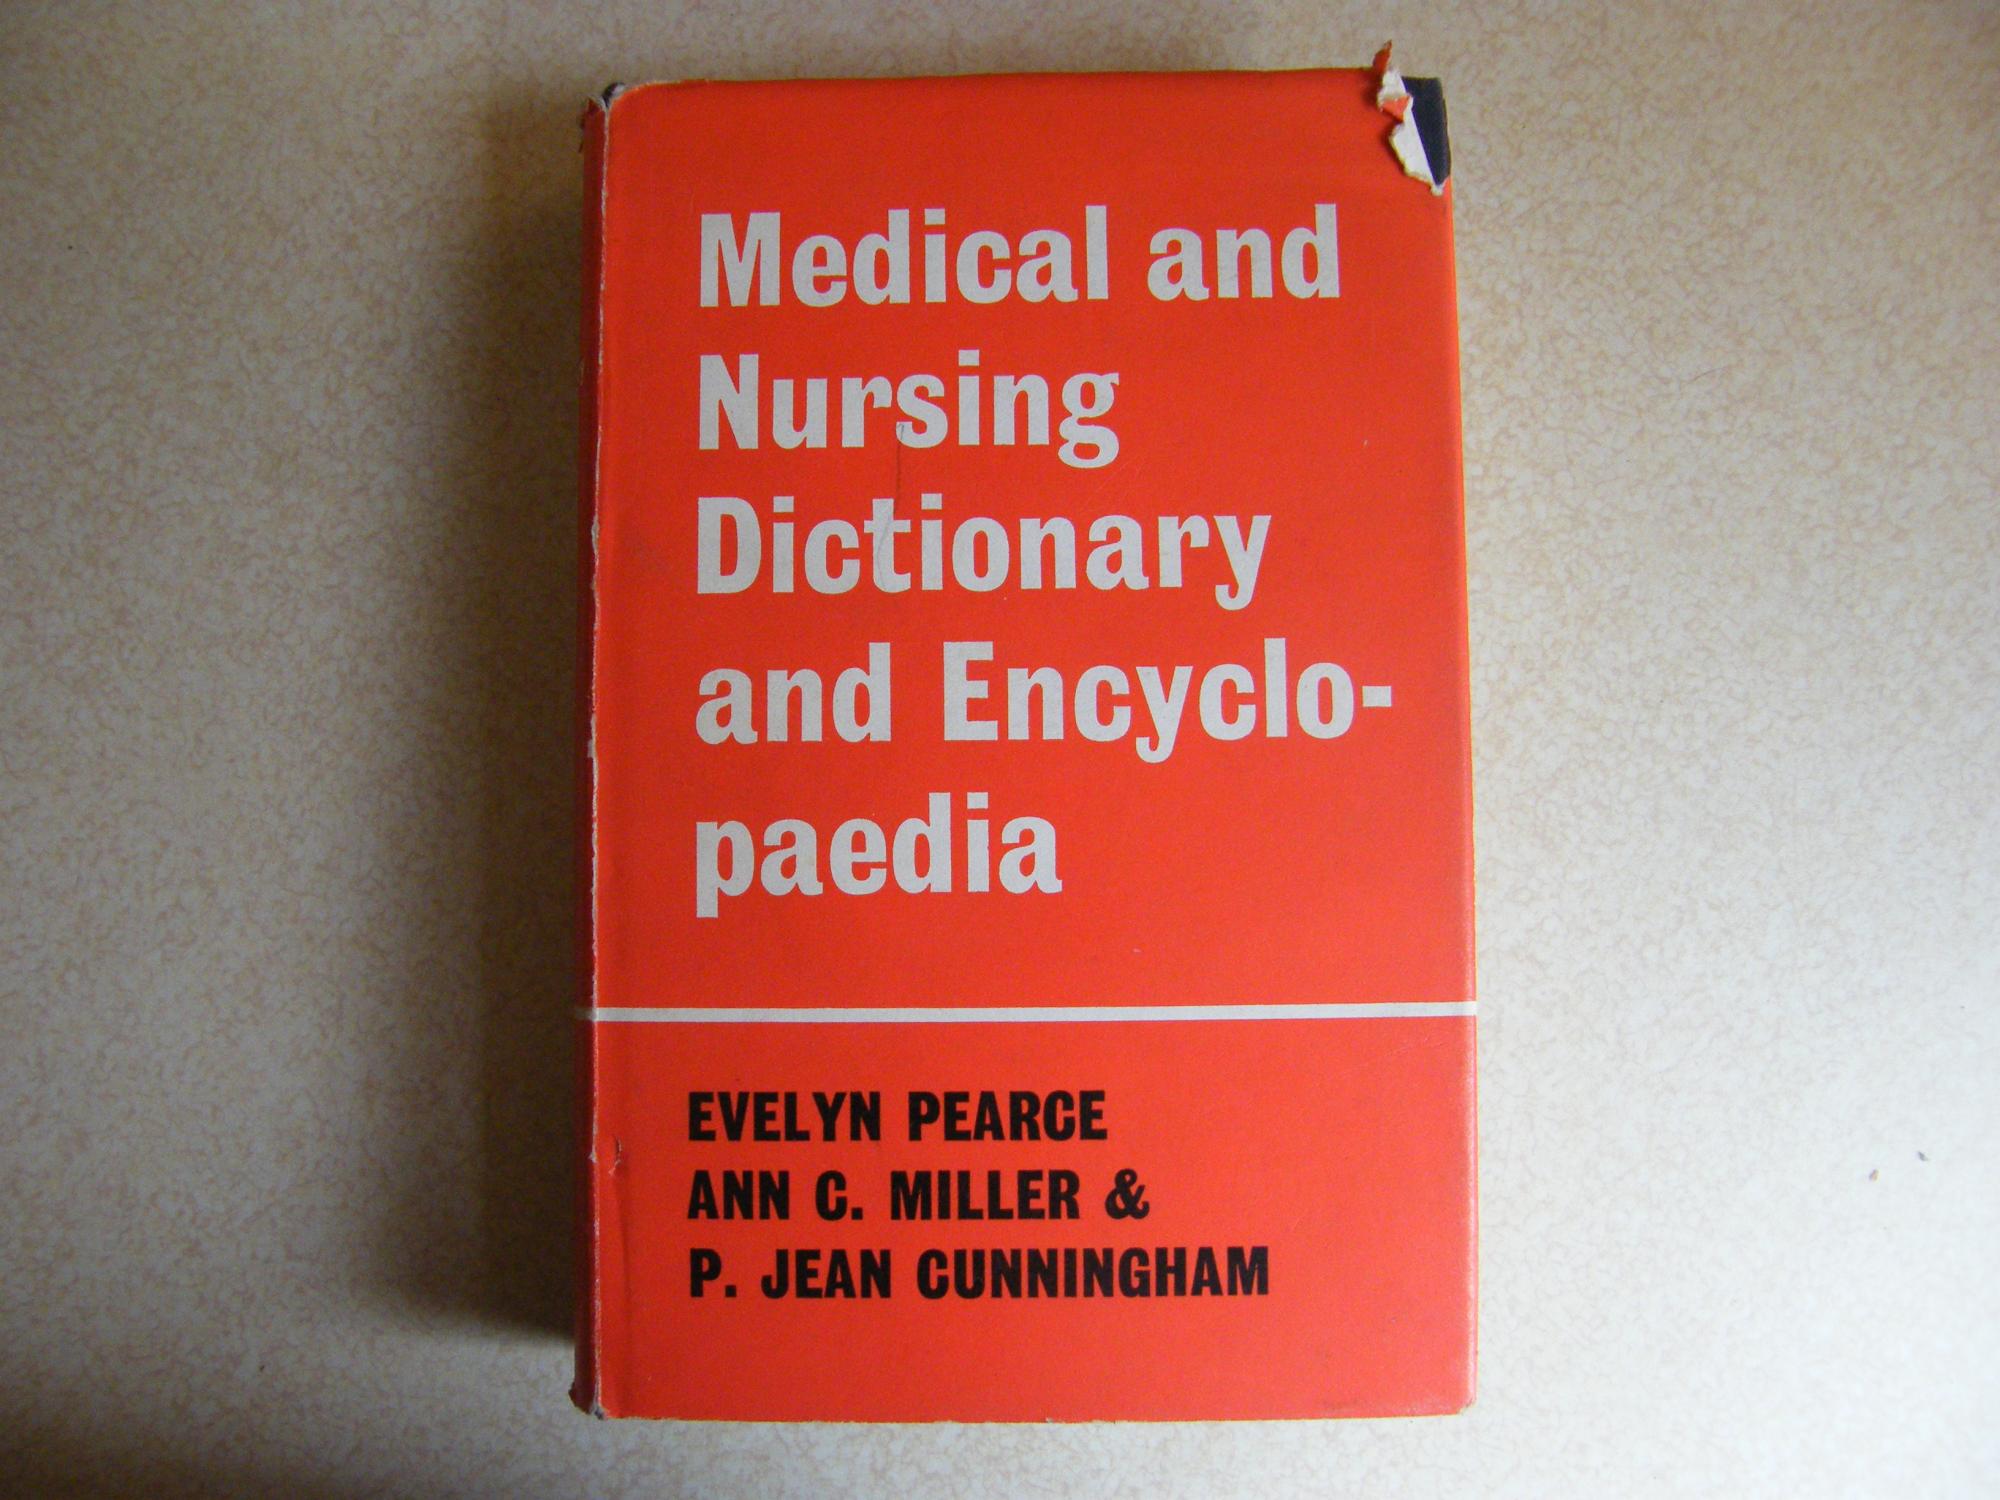 Medical and
Nursing
Dictionary
and Encyclo-
paedia
EVELYN PEARCE
ANN C. MILLER &
P. JEAN CUNNINGHAM